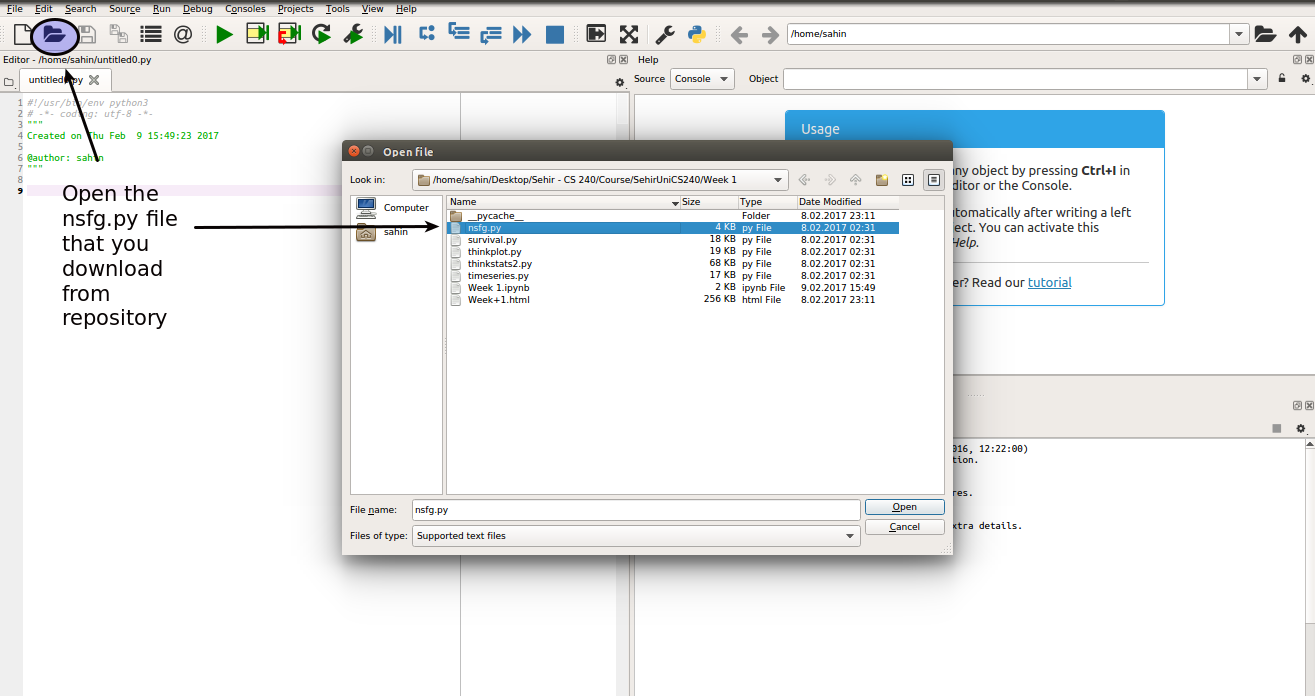 File Edit Search Source Run Debug Consoles Projects Tools View Help
@
/home/sahin
Editor - /home/sahin/untitled0.py
Help
untitled0.py
Source Console Object
1 #!/usr/bin/env python3
2 # -*- coding: utf-8 -*-
3 """
4 Created on Thu Feb  9 15:49:23 2017
5
6 @author: sahin
7 """
8
9
Open the
nsfg.py file
that you
download
from
repository
Open file
Look in: /home/sahin/Desktop/Sehir - CS 240/Course/SehirUniCS240/Week 1
Computer
sahin
Name Size Type Date Modified
__pycache__ Folder 8.02.2017 23:11
nsfg.py 4 KB py File 8.02.2017 02:31
survival.py 18 KB py File 8.02.2017 02:31
thinkplot.py 19 KB py File 8.02.2017 02:31
thinkstats2.py 68 KB py File 8.02.2017 02:31
timeseries.py 17 KB py File 8.02.2017 02:31
Week 1.ipynb 2 KB ipynb File 9.02.2017 15:49
Week+1.html 256 KB html File 8.02.2017 23:11
File name: nsfg.py Open
Files of type: Supported text files Cancel
Usage
any object by pressing Ctrl+I in
ditor or the Console.
utomatically after writing a left
ect. You can activate this
Help.
er? Read our tutorial
016, 12:22:00)
tion.
res.
xtra details.